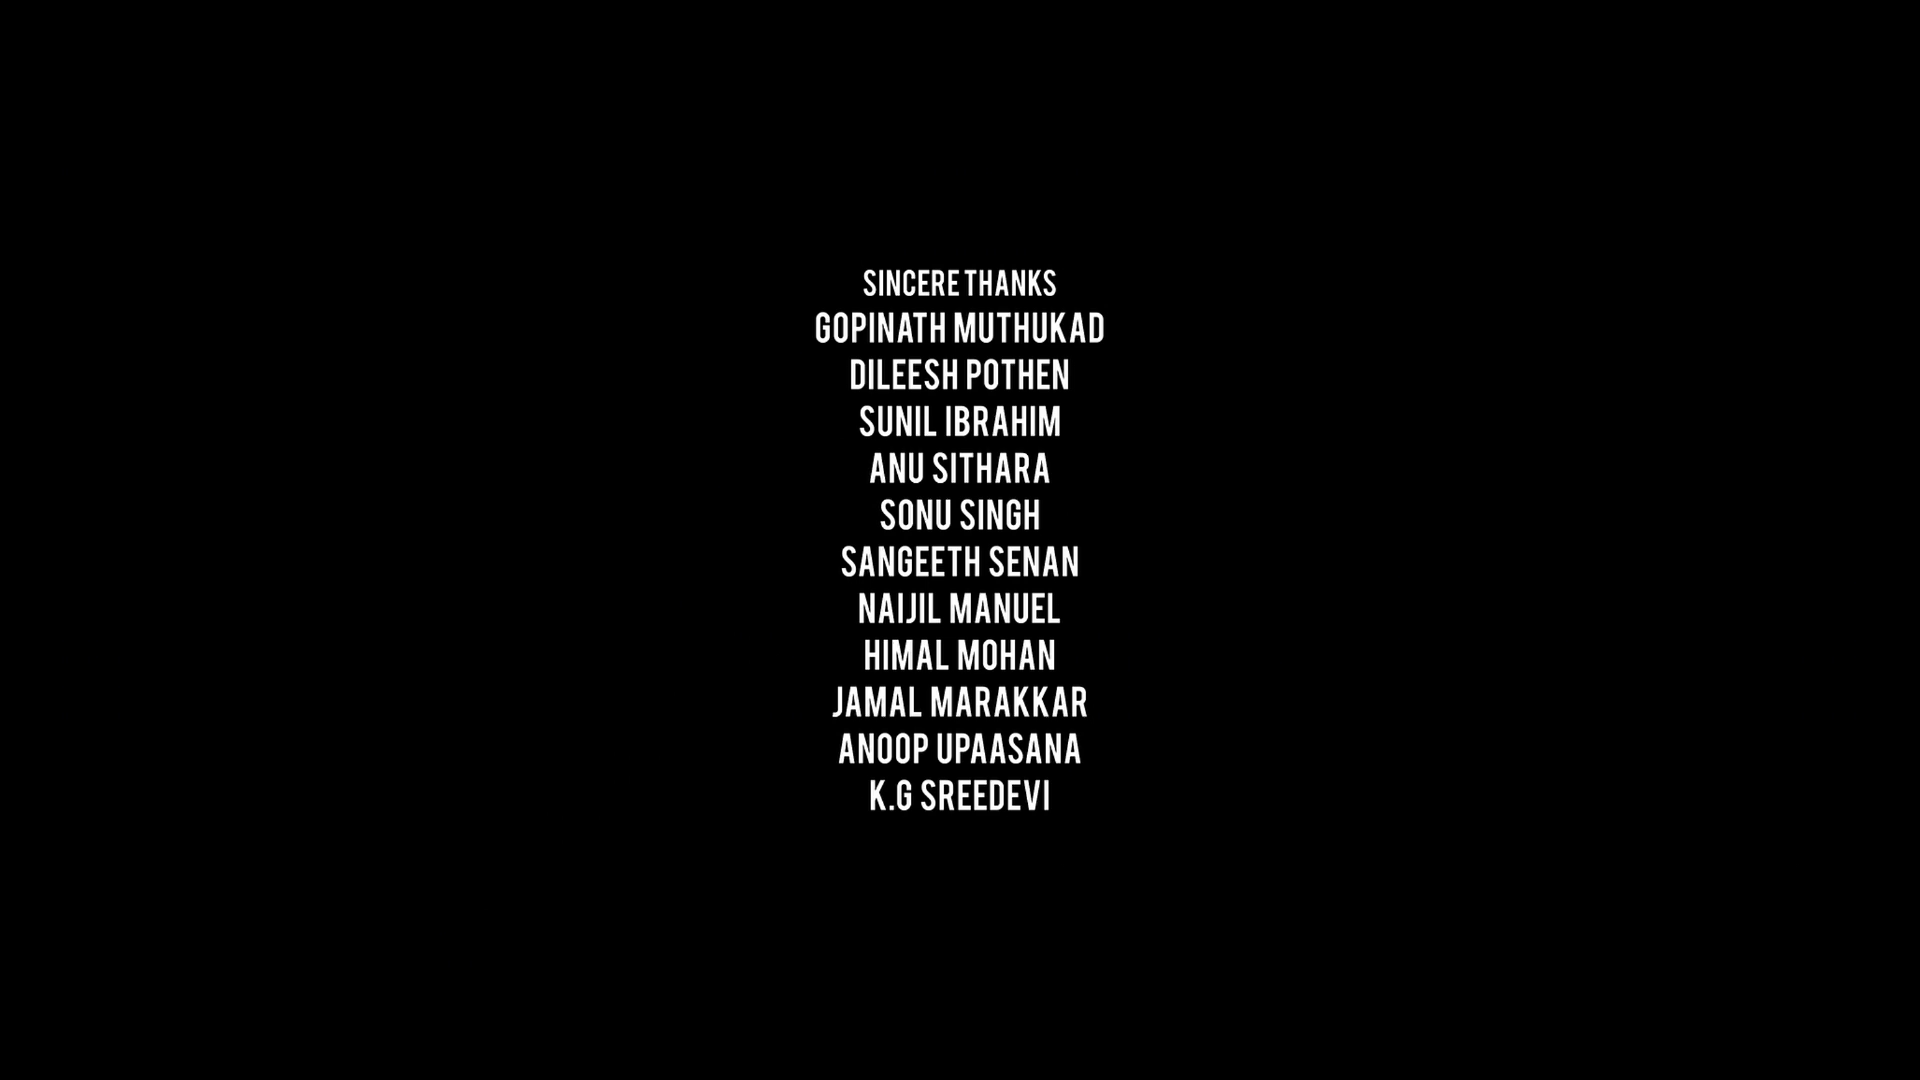 SINCERE THANKS
GOPINATH MUTHUKAD
DILEESH POTHEN
SUNIL IBRAHIM
ANU SITHARA
SONU SINGH
SANGEETH SENAN
NAIJIL MANUEL
HIMAL MOHAN
JAMAL MARAKKAR
ANOOP UPAASANA
K.G SREEDEVI